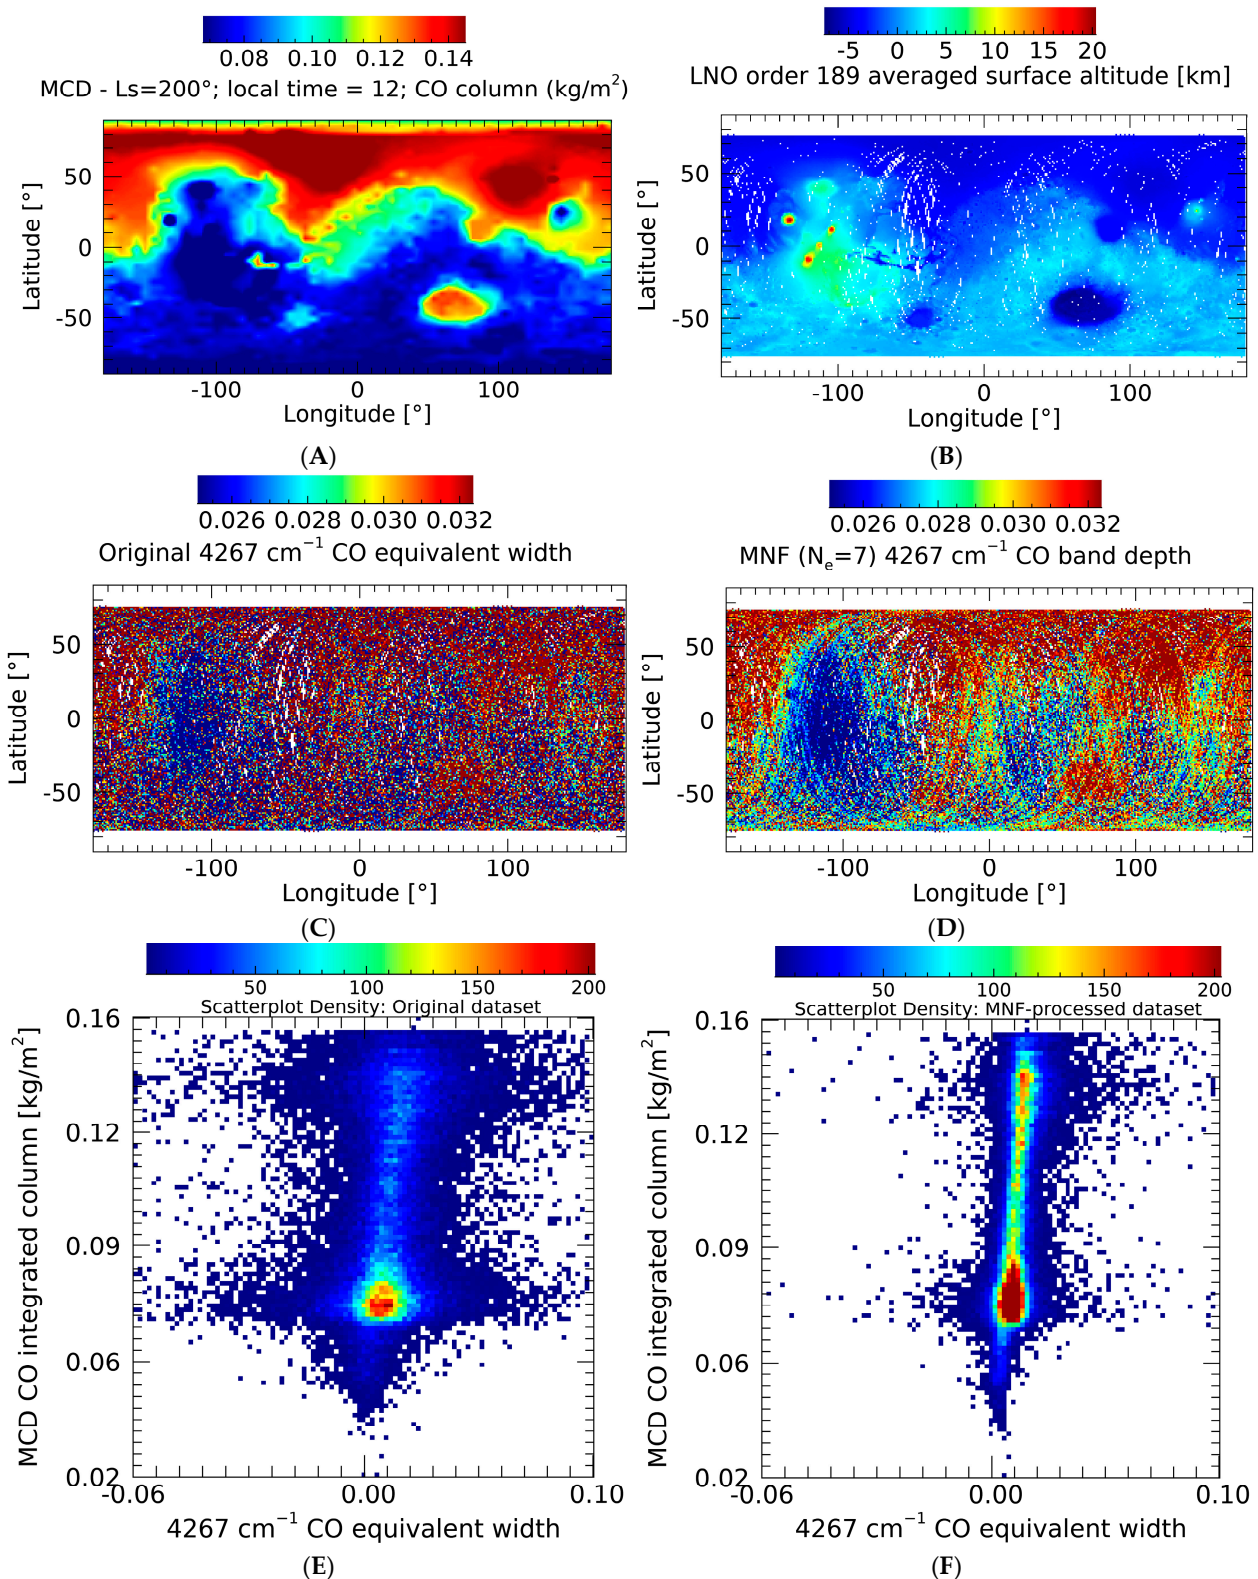 0.08 0.10 0.12 0.14
MCD - Ls=200°; local time = 12; CO column (kg/m²)
50
0
-50
Latitude [°]
-100 0 100
Longitude [°]
(A)
-5 0 5 10 15 20
LNO order 189 averaged surface altitude [km]
50
0
-50
Latitude [°]
-100 0 100
Longitude [°]
(B)
0.026 0.028 0.030 0.032
Original 4267 cm⁻¹ CO equivalent width
50
0
-50
Latitude [°]
-100 0 100
Longitude [°]
(C)
0.026 0.028 0.030 0.032
MNF (Nₑ=7) 4267 cm⁻¹ CO band depth
50
0
-50
Latitude [°]
-100 0 100
Longitude [°]
(D)
50 100 150 200
Scatterplot Density: Original dataset
0.16
0.12
0.09
0.06
0.02
MCD CO integrated column [kg/m²]
-0.06 0.00 0.10
4267 cm⁻¹ CO equivalent width
(E)
50 100 150 200
Scatterplot Density: MNF-processed dataset
0.16
0.12
0.09
0.06
0.02
MCD CO integrated column [kg/m²]
-0.06 0.00 0.10
4267 cm⁻¹ CO equivalent width
(F)